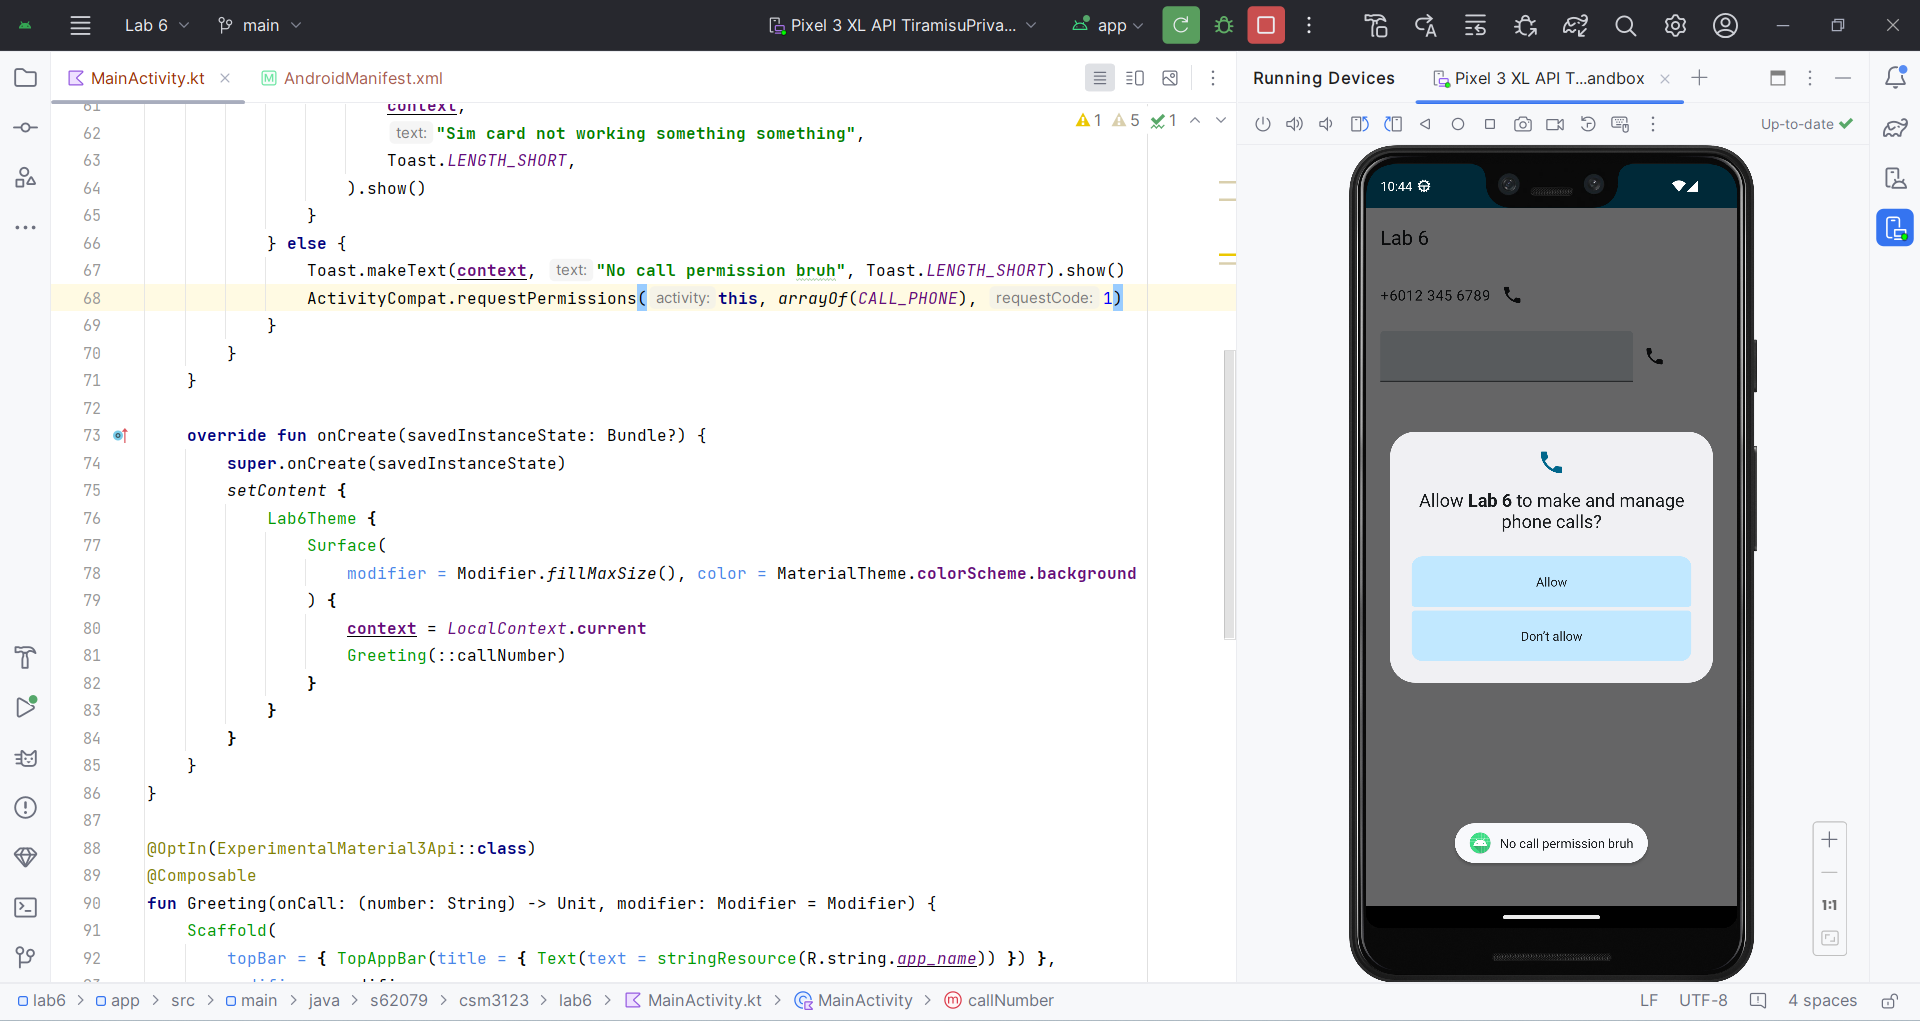 Lab 6
main
Pixel 3 XL API TiramisuPriva...
app
MainActivity.kt
AndroidManifest.xml
Running Devices
Pixel 3 XL API T...andbox
1 5 1
Up-to-date
61 context,
62 text: "Sim card not working something something",
63 Toast.LENGTH_SHORT,
64 ).show()
65 }
66 } else {
67 Toast.makeText(context, text: "No call permission bruh", Toast.LENGTH_SHORT).show()
68 ActivityCompat.requestPermissions( activity: this, arrayOf(CALL_PHONE), requestCode: 1)
69 }
70 }
71 }
72
73 override fun onCreate(savedInstanceState: Bundle?) {
74 super.onCreate(savedInstanceState)
75 setContent {
76 Lab6Theme {
77 Surface(
78 modifier = Modifier.fillMaxSize(), color = MaterialTheme.colorScheme.background
79 ) {
80 context = LocalContext.current
81 Greeting(::callNumber)
82 }
83 }
84 }
85 }
86 }
87
88 @OptIn(ExperimentalMaterial3Api::class)
89 @Composable
90 fun Greeting(onCall: (number: String) -> Unit, modifier: Modifier = Modifier) {
91 Scaffold(
92 topBar = { TopAppBar(title = { Text(text = stringResource(R.string.app_name)) }) },
10:44
Lab 6
+6012 345 6789
Allow Lab 6 to make and manage
phone calls?
Allow
Don't allow
No call permission bruh
1:1
lab6 > app > src > main > java > s62079 > csm3123 > lab6 > MainActivity.kt > MainActivity > callNumber
LF UTF-8 4 spaces